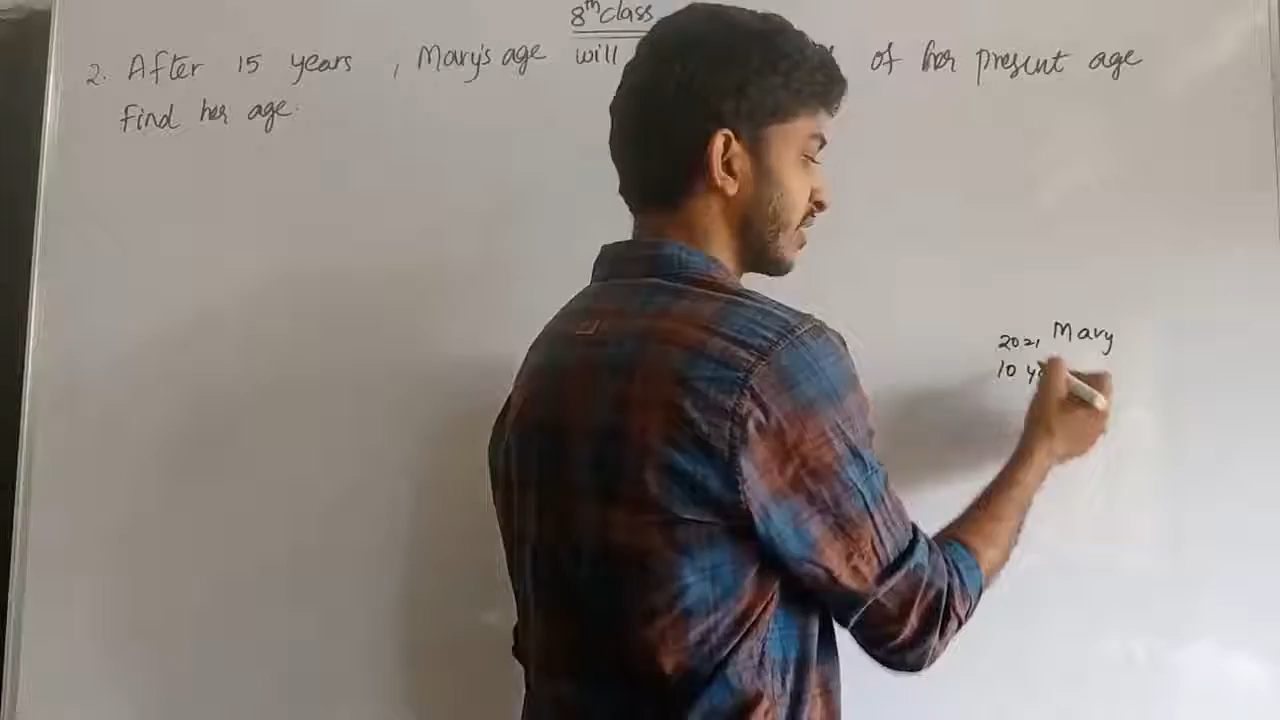 8th class
2. After 15 years , Mary's age will of her present age
Find her age.
2021 Mary
10